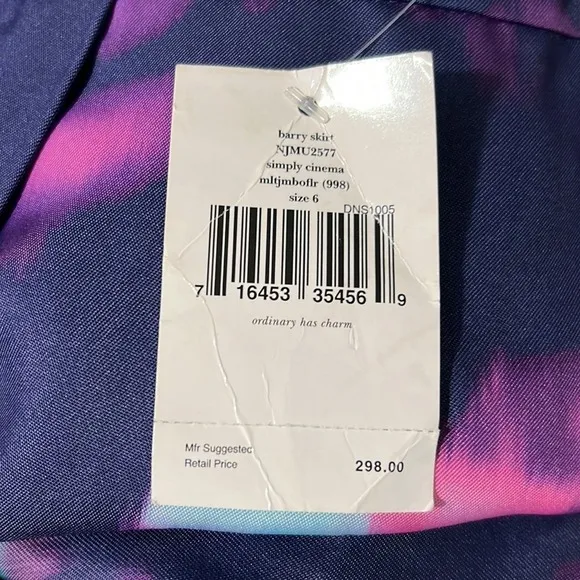 barry skirt
NJMU2577
simply cinema
mltjmboflr (998)
size 6
DNS1005
7 16453 35456 9
ordinary has charm
Mfr Suggested
Retail Price
298.00